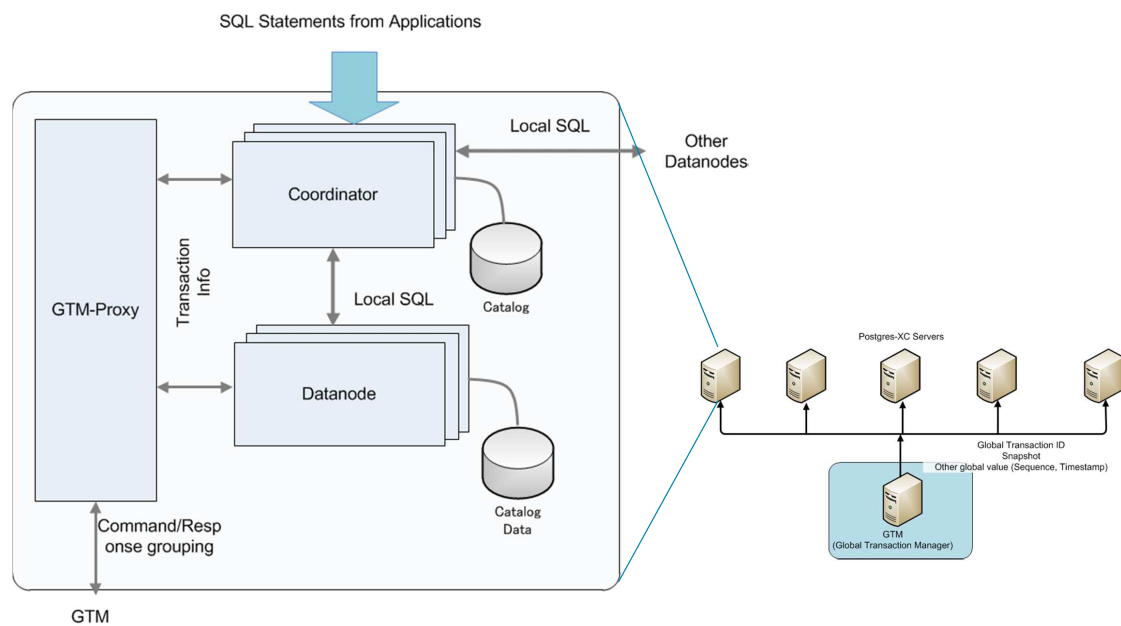 SQL Statements from Applications
Local SQL
Other
Datanodes
Coordinator
Transaction
Info
Catalog
GTM-Proxy
Local SQL
Datanode
Catalog
Data
Command/Resp
onse grouping
GTM
Postgres-XC Servers
Global Transaction ID
Snapshot
Other global value (Sequence, Timestamp)
GTM
(Global Transaction Manager)